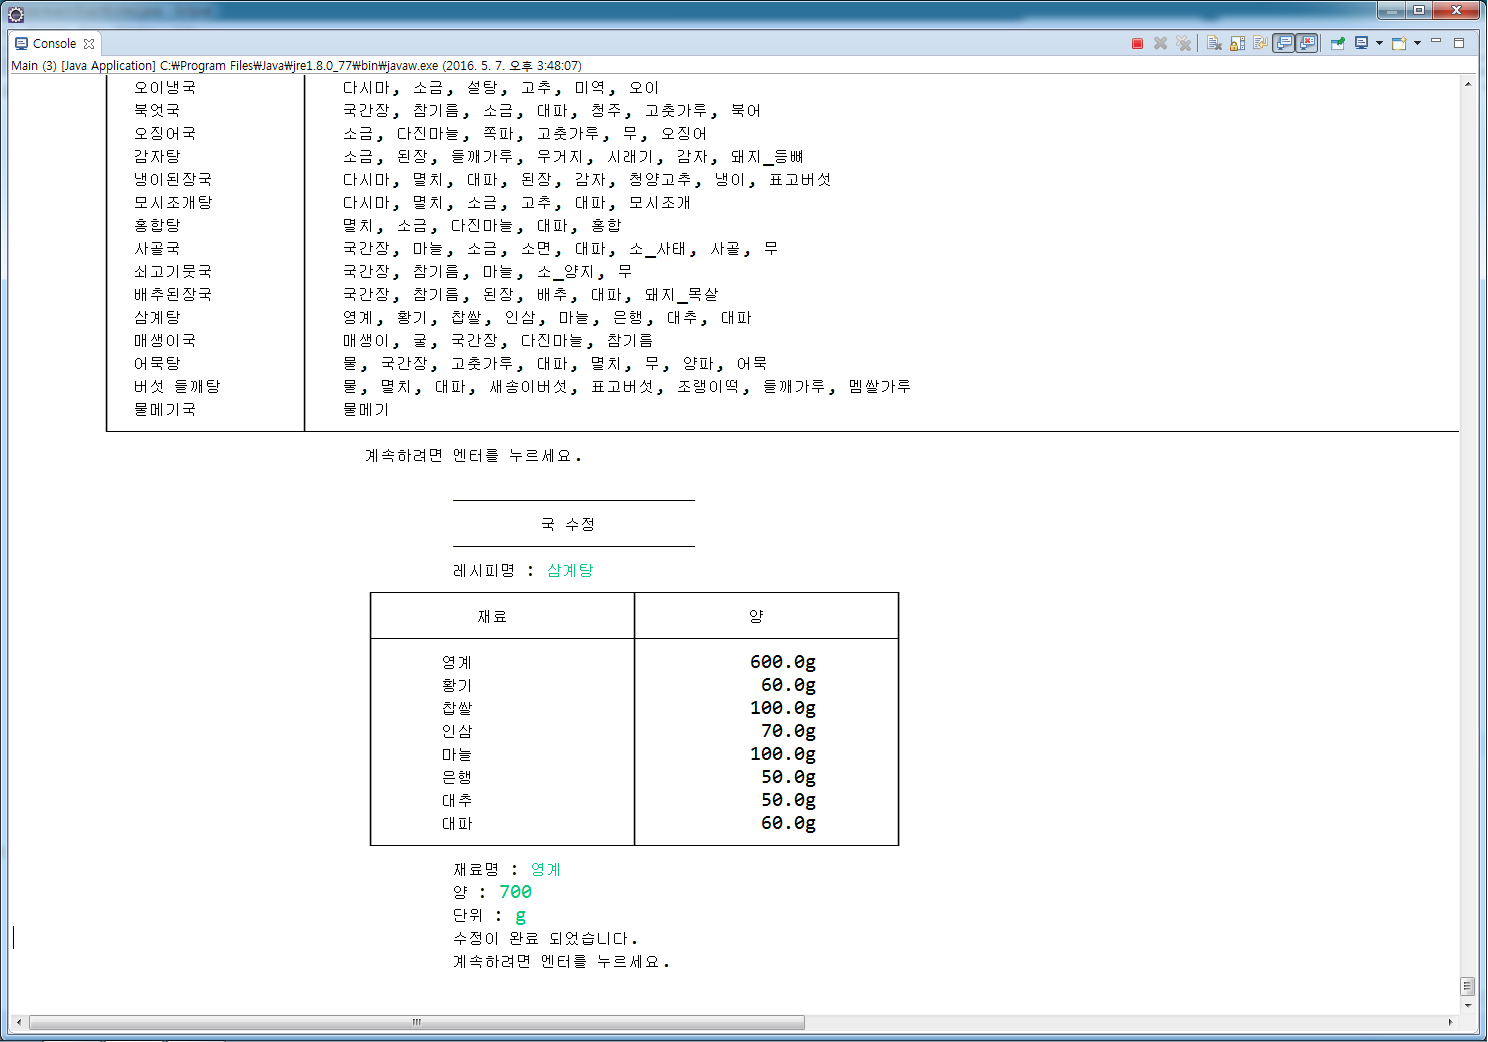 Console
Main (3) [Java Application] C:₩Program Files₩Java₩jre1.8.0_77₩bin₩javaw.exe (2016. 5. 7. 오후 3:48:07)
오이냉국 다시마, 소금, 설탕, 고추, 미역, 오이
북엇국 국간장, 참기름, 소금, 대파, 청주, 고춧가루, 북어
오징어국 소금, 다진마늘, 쪽파, 고춧가루, 무, 오징어
감자탕 소금, 된장, 들깨가루, 우거지, 시래기, 감자, 돼지_등뼈
냉이된장국 다시마, 멸치, 대파, 된장, 감자, 청양고추, 냉이, 표고버섯
모시조개탕 다시마, 멸치, 소금, 고추, 대파, 모시조개
홍합탕 멸치, 소금, 다진마늘, 대파, 홍합
사골국 국간장, 마늘, 소금, 소면, 대파, 소_사태, 사골, 무
쇠고기뭇국 국간장, 참기름, 마늘, 소_양지, 무
배추된장국 국간장, 참기름, 된장, 배추, 대파, 돼지_목살
삼계탕 영계, 황기, 찹쌀, 인삼, 마늘, 은행, 대추, 대파
매생이국 매생이, 굴, 국간장, 다진마늘, 참기름
어묵탕 물, 국간장, 고춧가루, 대파, 멸치, 무, 양파, 어묵
버섯 들깨탕 물, 멸치, 대파, 새송이버섯, 표고버섯, 조랭이떡, 들깨가루, 멥쌀가루
물메기국 물메기
계속하려면 엔터를 누르세요.
국 수정
레시피명 : 삼계탕
재료 양
영계 600.0g
황기 60.0g
찹쌀 100.0g
인삼 70.0g
마늘 100.0g
은행 50.0g
대추 50.0g
대파 60.0g
재료명 : 영계
양 : 700
단위 : g
수정이 완료 되었습니다.
계속하려면 엔터를 누르세요.